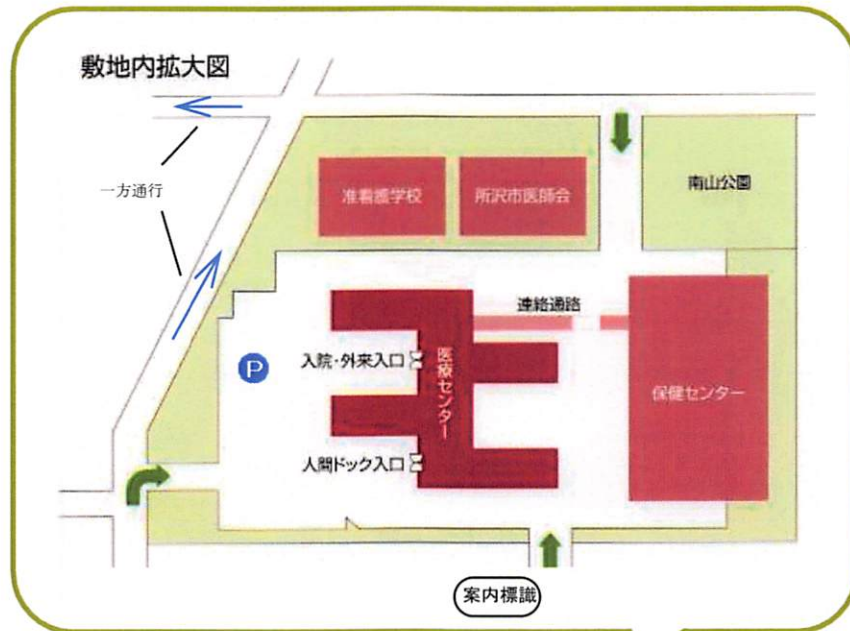 敷地内拡大図
一方通行
准看護学校
所沢市医師会
南山公園
連絡通路
入院・外来入口
P
医療センター
保健センター
人間ドック入口
案内標識